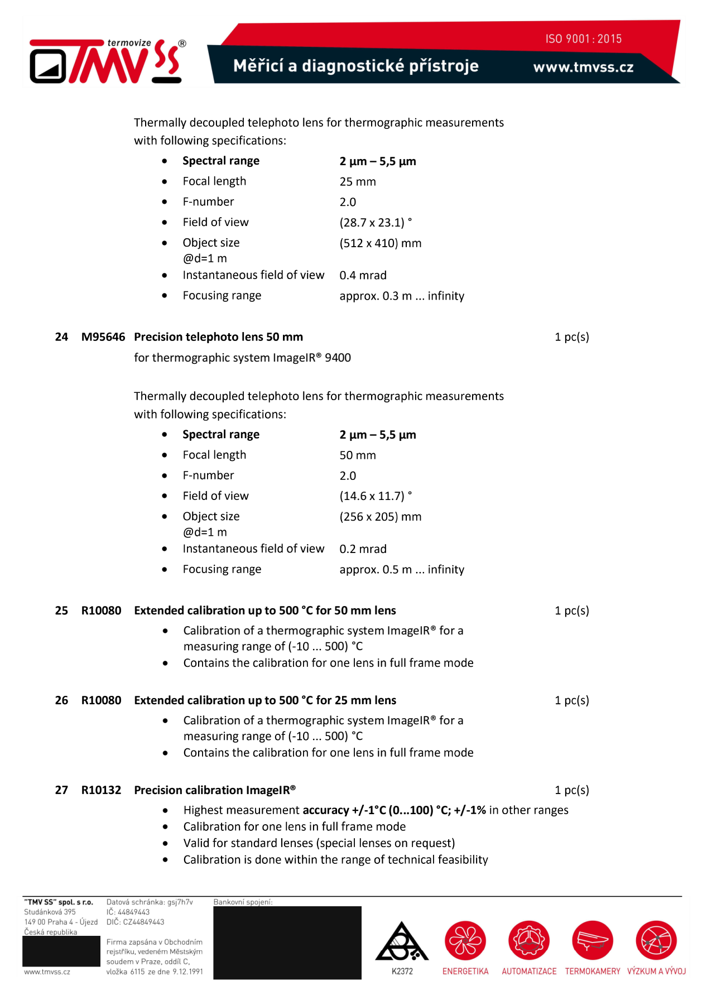 termovize
TMV SS®
ISO 9001 : 2015
Měřicí a diagnostické přístroje
www.tmvss.cz
Thermally decoupled telephoto lens for thermographic measurements
with following specifications:
• Spectral range 2 µm – 5,5 µm
• Focal length 25 mm
• F-number 2.0
• Field of view (28.7 x 23.1) °
• Object size (512 x 410) mm
@d=1 m
• Instantaneous field of view 0.4 mrad
• Focusing range approx. 0.3 m ... infinity
24 M95646 Precision telephoto lens 50 mm 1 pc(s)
for thermographic system ImageIR® 9400
Thermally decoupled telephoto lens for thermographic measurements
with following specifications:
• Spectral range 2 µm – 5,5 µm
• Focal length 50 mm
• F-number 2.0
• Field of view (14.6 x 11.7) °
• Object size (256 x 205) mm
@d=1 m
• Instantaneous field of view 0.2 mrad
• Focusing range approx. 0.5 m ... infinity
25 R10080 Extended calibration up to 500 °C for 50 mm lens 1 pc(s)
• Calibration of a thermographic system ImageIR® for a
measuring range of (-10 ... 500) °C
• Contains the calibration for one lens in full frame mode
26 R10080 Extended calibration up to 500 °C for 25 mm lens 1 pc(s)
• Calibration of a thermographic system ImageIR® for a
measuring range of (-10 ... 500) °C
• Contains the calibration for one lens in full frame mode
27 R10132 Precision calibration ImageIR® 1 pc(s)
• Highest measurement accuracy +/-1°C (0...100) °C; +/-1% in other ranges
• Calibration for one lens in full frame mode
• Valid for standard lenses (special lenses on request)
• Calibration is done within the range of technical feasibility
"TMV SS" spol. s r.o.
Studánková 395
149 00 Praha 4 - Újezd
Česká republika
www.tmvss.cz
Datová schránka: gsj7h7v
IČ: 44849443
DIČ: CZ44849443
Firma zapsána v Obchodním
rejstříku, vedeném Městským
soudem v Praze, oddíl C,
vložka 6115 ze dne 9.12.1991
Bankovní spojení:
K2372
ENERGETIKA
AUTOMATIZACE
TERMOKAMERY
VÝZKUM A VÝVOJ